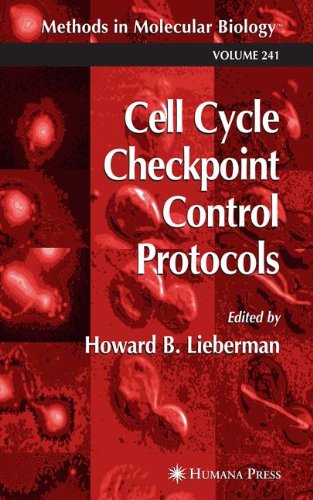 Methods in Molecular Biology™
VOLUME 241
Cell Cycle
Checkpoint
Control
Protocols
Edited by
Howard B. Lieberman
HUMANA PRESS